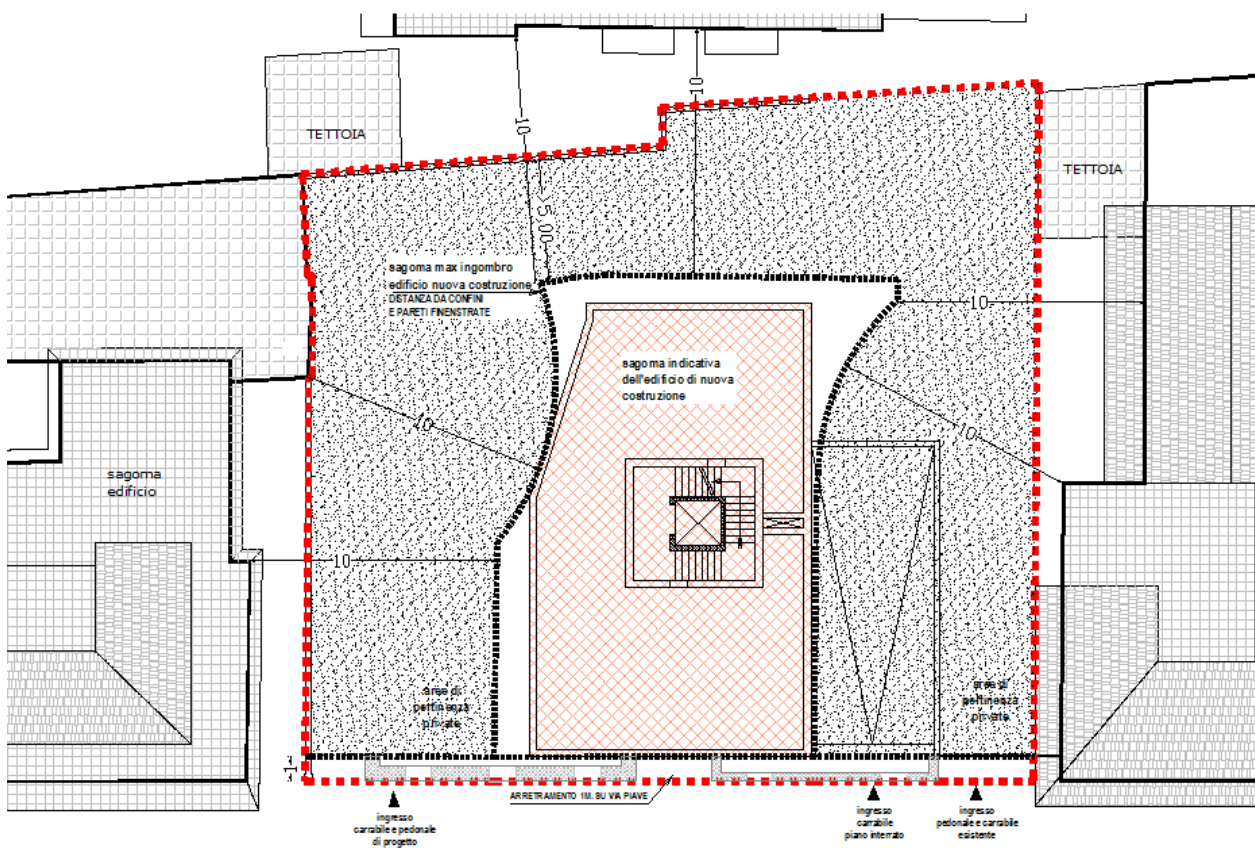 10
10
TETTOIA
TETTOIA
5.00
sagoma max ingombro
edificio nuova costruzione
DISTANZA DA CONFINI
E PARETI FINENSTRATE
10
sagoma indicativa
dell'edificio di nuova
costruzione
10
10
sagoma
edificio
10
aree di
pertinenza
private
aree di
pertinenza
private
1
ARRETRAMENTO 1M. SU VIA PIAVE
ingresso
carrabile e pedonale
di progetto
ingresso
carrabile
piano interrato
ingresso
pedonale e carrabile
esistente